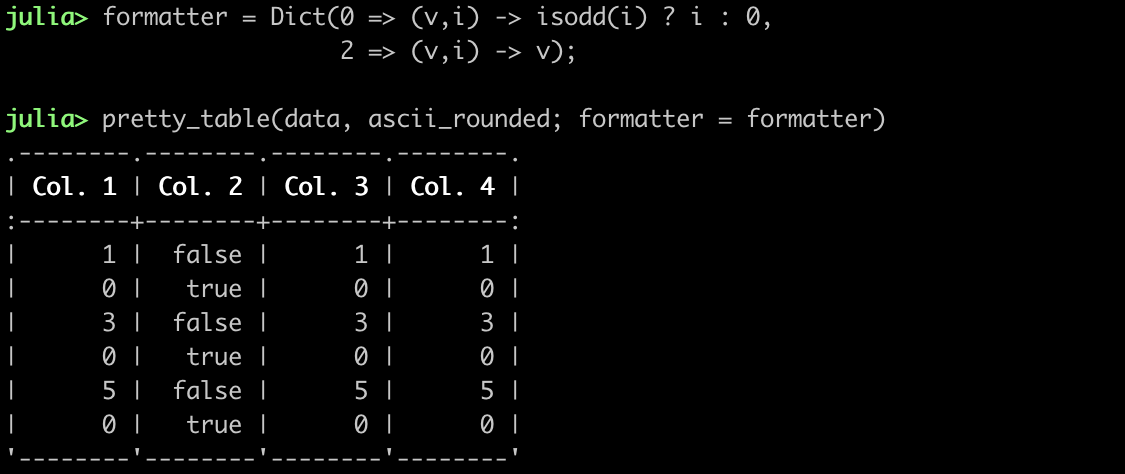 julia> formatter = Dict(0 => (v,i) -> isodd(i) ? i : 0,
                        2 => (v,i) -> v);

julia> pretty_table(data, ascii_rounded; formatter = formatter)
.--------.--------.--------.--------.
| Col. 1 | Col. 2 | Col. 3 | Col. 4 |
:--------+--------+--------+--------:
|      1 |  false |      1 |      1 |
|      0 |   true |      0 |      0 |
|      3 |  false |      3 |      3 |
|      0 |   true |      0 |      0 |
|      5 |  false |      5 |      5 |
|      0 |   true |      0 |      0 |
'--------'--------'--------'--------'